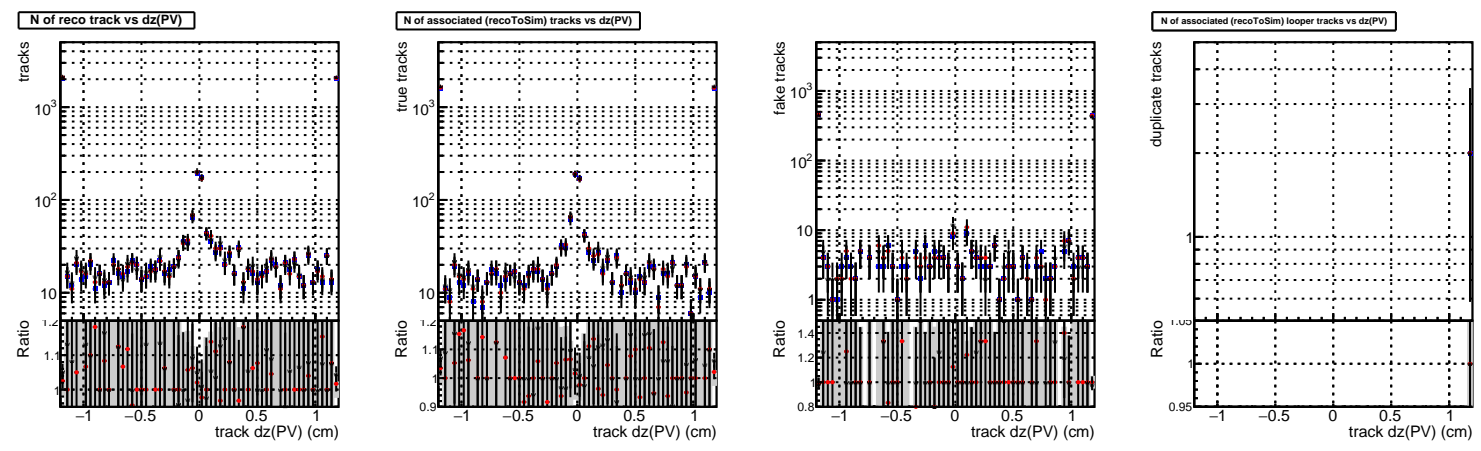 N of reco track vs dz(PV)
tracks
10³
10²
10
Ratio
1.2
1.1
1
−1 −0.5 0 0.5 1
track dz(PV) (cm)
N of associated (recoToSim) tracks vs dz(PV)
true tracks
10³
10²
10
Ratio
1.2
1.1
1
0.9
−1 −0.5 0 0.5 1
track dz(PV) (cm)
fake tracks
10³
10²
10
1
Ratio
1.4
1.2
1
0.8
−1 −0.5 0 0.5 1
track dz(PV) (cm)
N of associated (recoToSim) looper tracks vs dz(PV)
duplicate tracks
1
Ratio
1.05
1
0.95
−1 −0.5 0 0.5 1
track dz(PV) (cm)